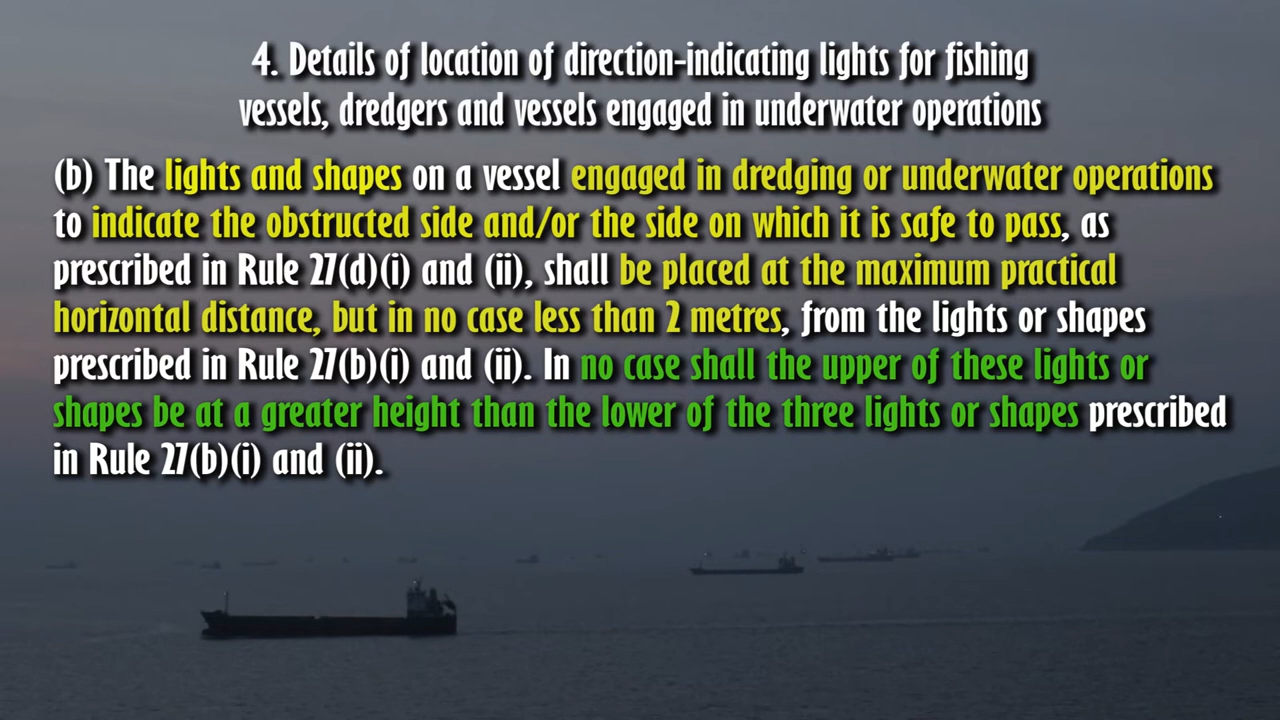 4. Details of location of direction-indicating lights for fishing
vessels, dredgers and vessels engaged in underwater operations
(b) The lights and shapes on a vessel engaged in dredging or underwater operations
to indicate the obstructed side and/or the side on which it is safe to pass, as
prescribed in Rule 27(d)(i) and (ii), shall be placed at the maximum practical
horizontal distance, but in no case less than 2 metres, from the lights or shapes
prescribed in Rule 27(b)(i) and (ii). In no case shall the upper of these lights or
shapes be at a greater height than the lower of the three lights or shapes prescribed
in Rule 27(b)(i) and (ii).